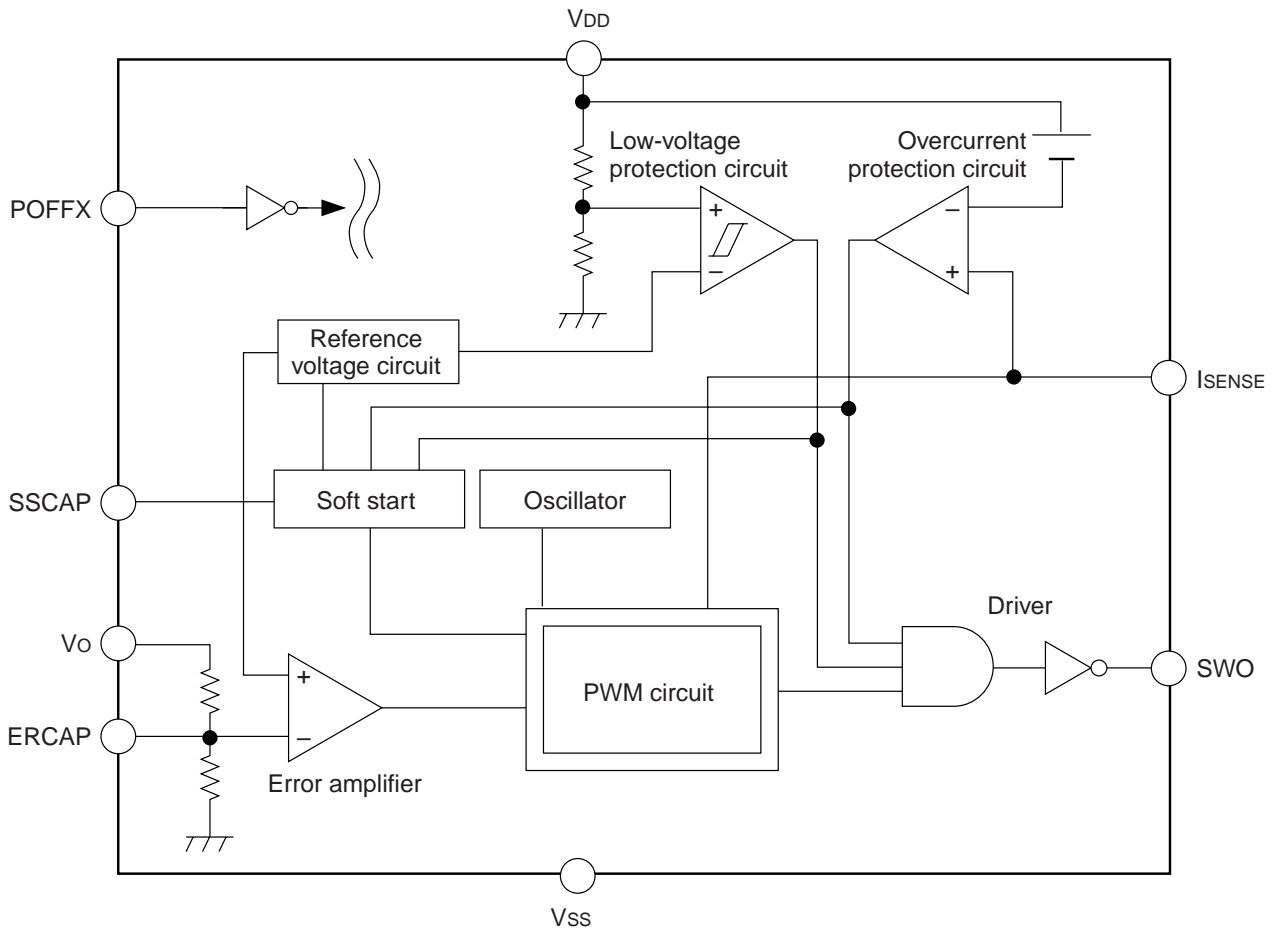 VDD
Low-voltage
protection circuit
Overcurrent
protection circuit
POFFX
+
−
−
+
Reference
voltage circuit
ISENSE
SSCAP
Soft start
Oscillator
Driver
VO
+
PWM circuit
SWO
ERCAP
−
Error amplifier
VSS